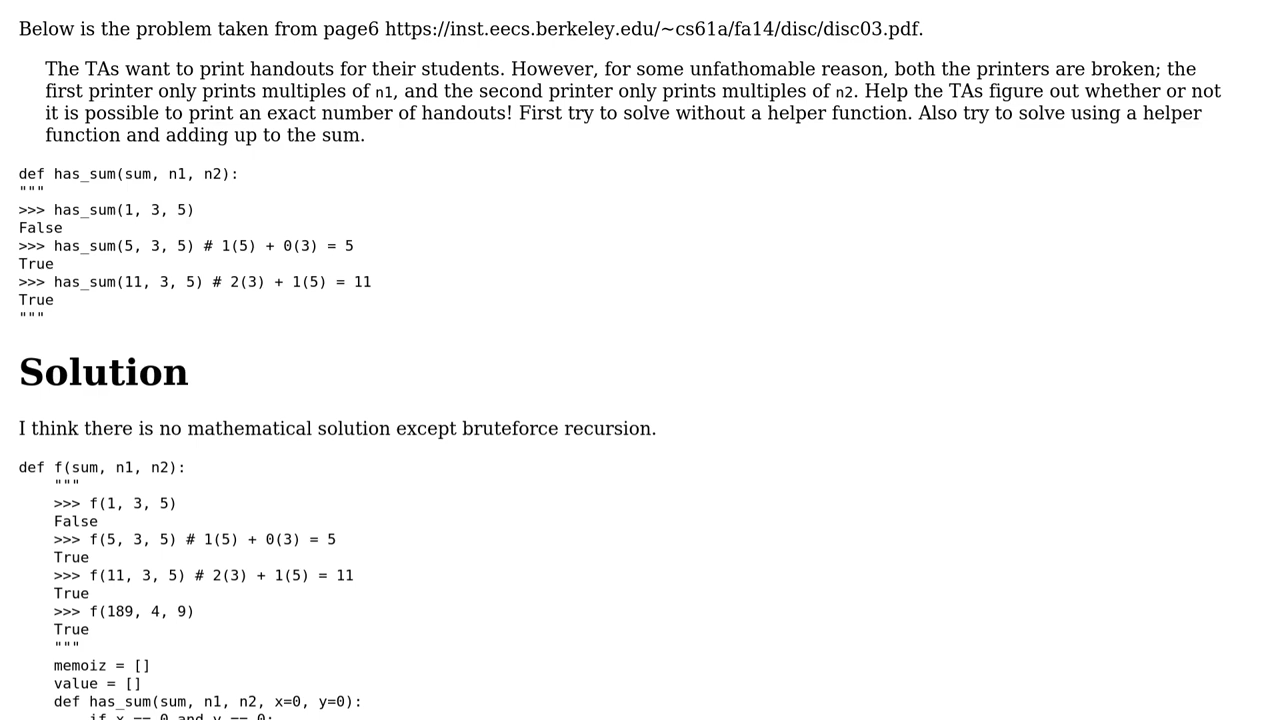 Below is the problem taken from page6 https://inst.eecs.berkeley.edu/~cs61a/fa14/disc/disc03.pdf.
The TAs want to print handouts for their students. However, for some unfathomable reason, both the printers are broken; the
first printer only prints multiples of n1, and the second printer only prints multiples of n2. Help the TAs figure out whether or not
it is possible to print an exact number of handouts! First try to solve without a helper function. Also try to solve using a helper
function and adding up to the sum.
def has_sum(sum, n1, n2):
"""
>>> has_sum(1, 3, 5)
False
>>> has_sum(5, 3, 5) # 1(5) + 0(3) = 5
True
>>> has_sum(11, 3, 5) # 2(3) + 1(5) = 11
True
"""
Solution
I think there is no mathematical solution except bruteforce recursion.
def f(sum, n1, n2):
    """
    >>> f(1, 3, 5)
    False
    >>> f(5, 3, 5) # 1(5) + 0(3) = 5
    True
    >>> f(11, 3, 5) # 2(3) + 1(5) = 11
    True
    >>> f(189, 4, 9)
    True
    """
    memoiz = []
    value = []
    def has_sum(sum, n1, n2, x=0, y=0):
        if x == 0 and y == 0: